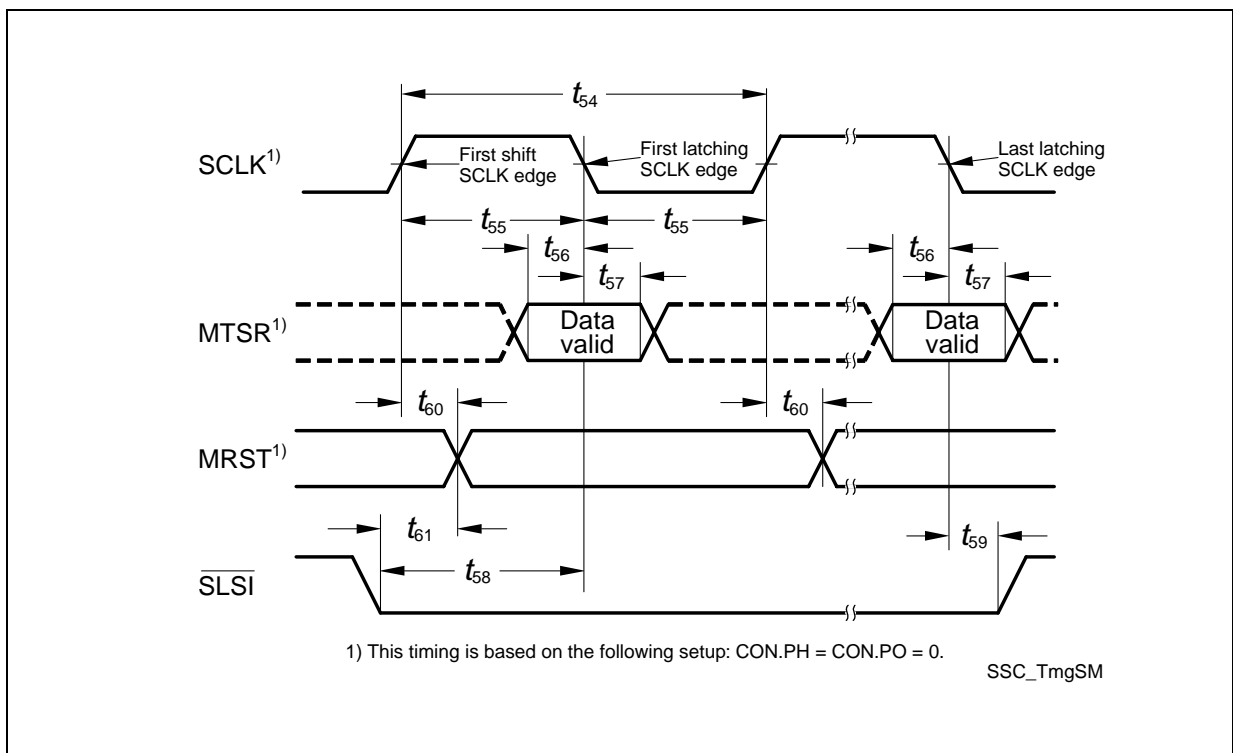 t54
SCLK1)
First shift
SCLK edge
First latching
SCLK edge
Last latching
SCLK edge
t55
t55
t56
t56
t57
t57
MTSR1)
Data
valid
Data
valid
t60
t60
MRST1)
t61
t59
t58
SLSI
1) This timing is based on the following setup: CON.PH = CON.PO = 0.
SSC_TmgSM